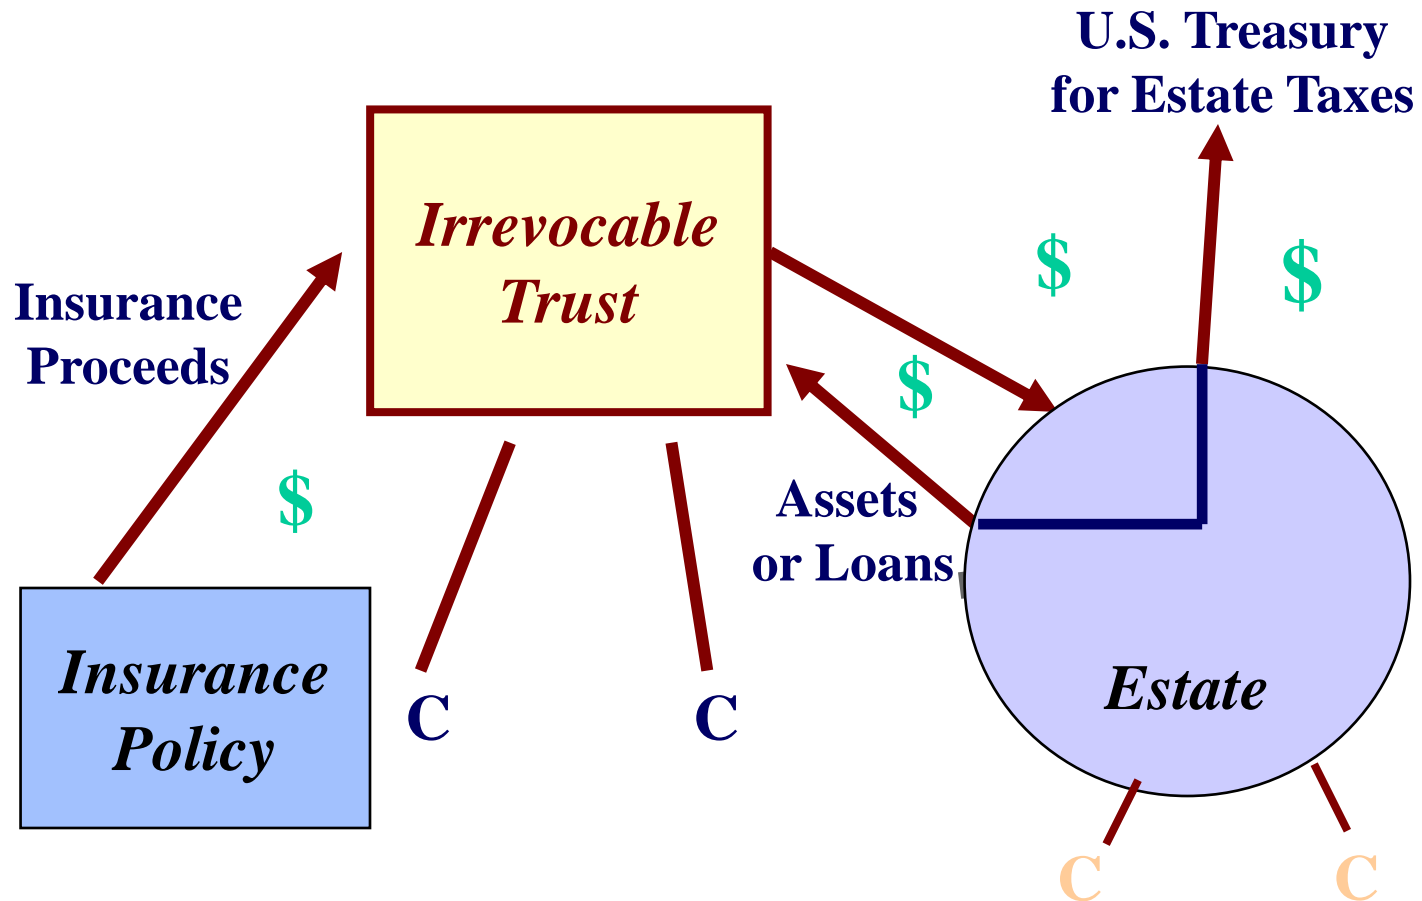 U.S. Treasury
for Estate Taxes
Irrevocable
Trust
$
$
Insurance
Proceeds
$
$
Assets
or Loans
Insurance
Policy
Estate
C
C
C
C